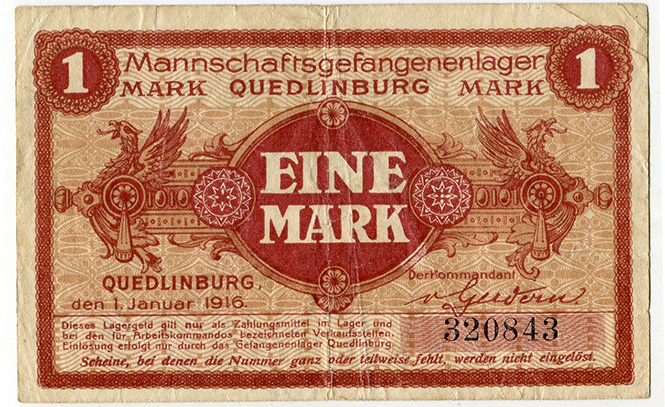 1 Mannschaftsgefangenenlager 1
MARK QUEDLINBURG MARK
EINE
MARK
QUEDLINBURG,
den 1. Januar 1916.
Der Kommandant
320843
Dieses Lagergeld gilt nur als Zahlungsmittel im Lager und
bei den für Arbeitskommandos bezeichneten Verkaufsstellen.
Einlösung erfolgt nur durch das Gefangenenlager Quedlinburg.
Scheine, bei denen die Nummer ganz oder teilweise fehlt, werden nicht eingelöst.